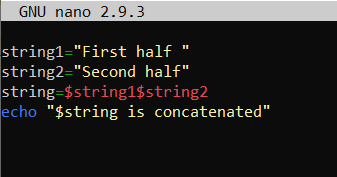 GNU nano 2.9.3
string1="First half "
string2="Second half"
string=$string1$string2
echo "$string is concatenated"